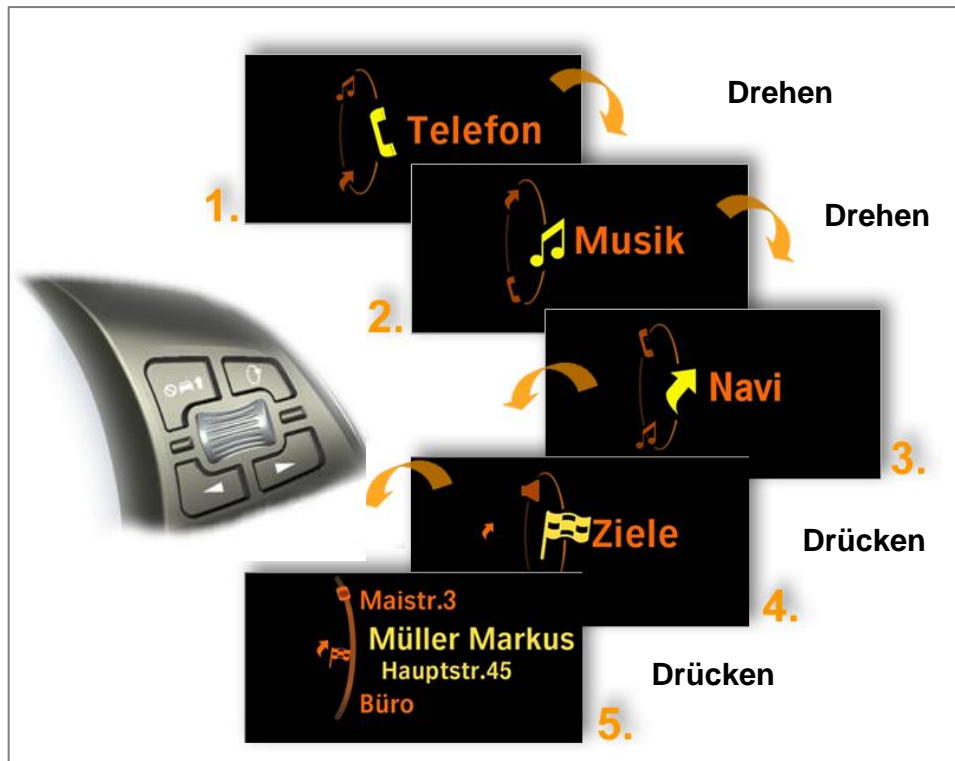 Drehen
Telefon
1.
Drehen
Musik
2.
Navi
3.
Drücken
Ziele
4.
Maistr.3
Müller Markus
Hauptstr.45
Büro
Drücken
5.